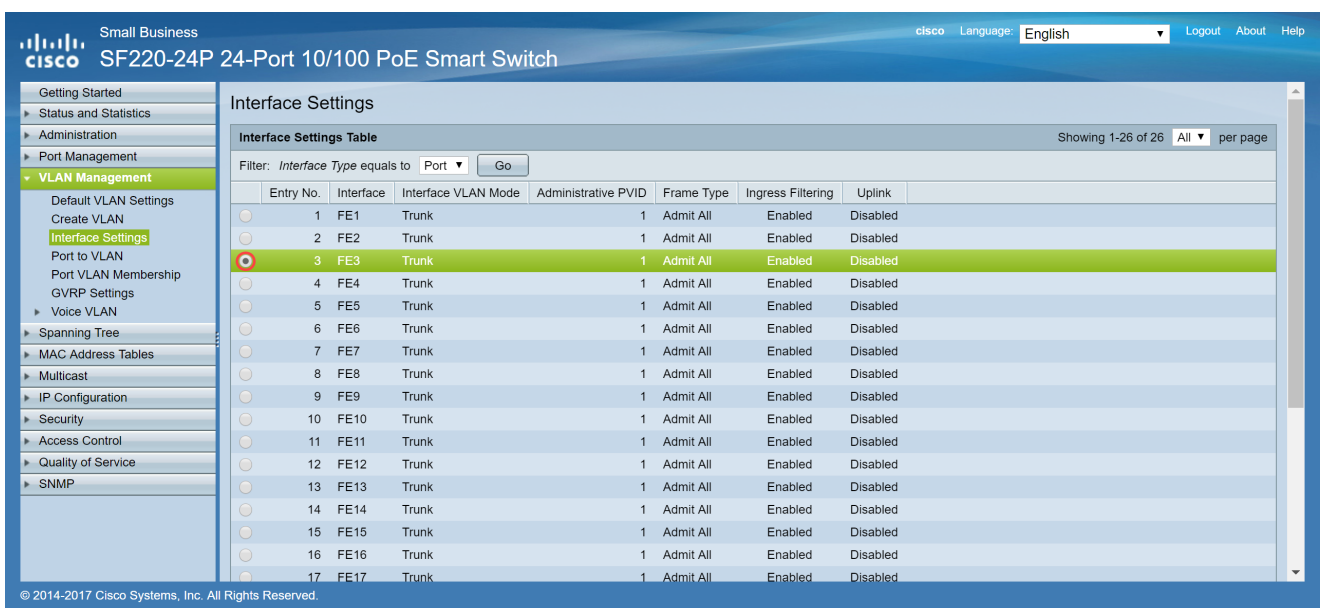 Small Business
cisco Language: English Logout About Help
CISCO SF220-24P 24-Port 10/100 PoE Smart Switch
Getting Started
Status and Statistics
Administration
Port Management
VLAN Management
Default VLAN Settings
Create VLAN
Interface Settings
Port to VLAN
Port VLAN Membership
GVRP Settings
Voice VLAN
Spanning Tree
MAC Address Tables
Multicast
IP Configuration
Security
Access Control
Quality of Service
SNMP
Interface Settings
Interface Settings Table Showing 1-26 of 26 All per page
Filter: Interface Type equals to Port Go
Entry No. Interface Interface VLAN Mode Administrative PVID Frame Type Ingress Filtering Uplink
1 FE1 Trunk 1 Admit All Enabled Disabled
2 FE2 Trunk 1 Admit All Enabled Disabled
3 FE3 Trunk 1 Admit All Enabled Disabled
4 FE4 Trunk 1 Admit All Enabled Disabled
5 FE5 Trunk 1 Admit All Enabled Disabled
6 FE6 Trunk 1 Admit All Enabled Disabled
7 FE7 Trunk 1 Admit All Enabled Disabled
8 FE8 Trunk 1 Admit All Enabled Disabled
9 FE9 Trunk 1 Admit All Enabled Disabled
10 FE10 Trunk 1 Admit All Enabled Disabled
11 FE11 Trunk 1 Admit All Enabled Disabled
12 FE12 Trunk 1 Admit All Enabled Disabled
13 FE13 Trunk 1 Admit All Enabled Disabled
14 FE14 Trunk 1 Admit All Enabled Disabled
15 FE15 Trunk 1 Admit All Enabled Disabled
16 FE16 Trunk 1 Admit All Enabled Disabled
17 FE17 Trunk 1 Admit All Enabled Disabled
© 2014-2017 Cisco Systems, Inc. All Rights Reserved.